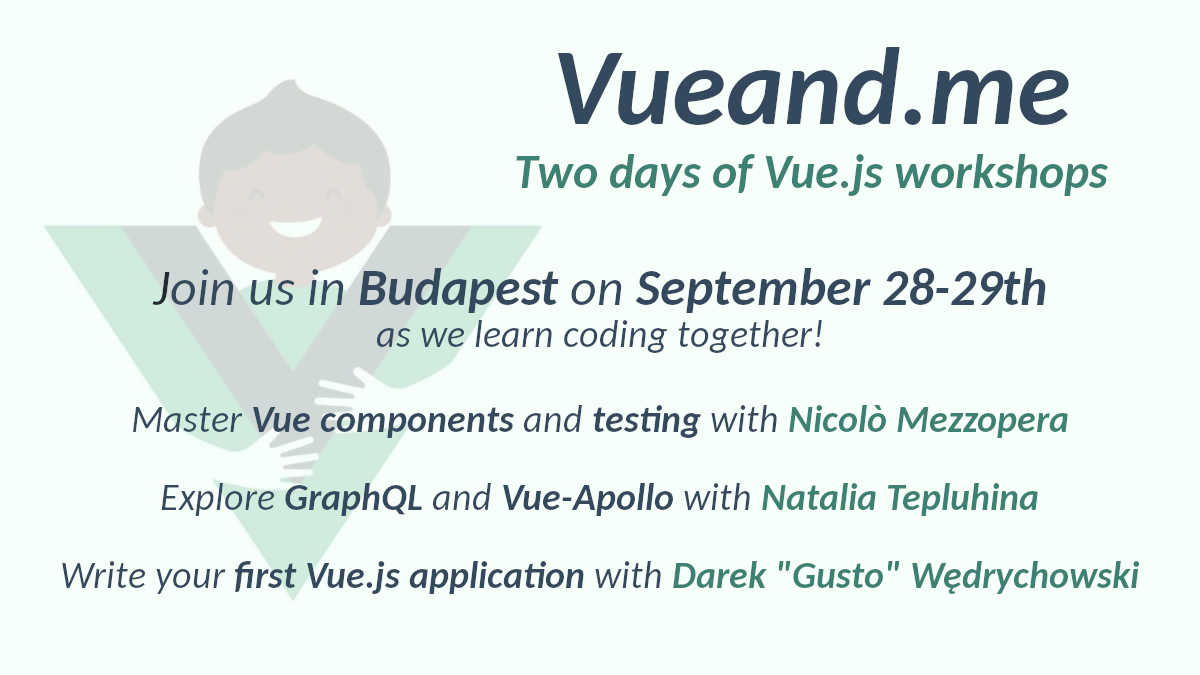 Vueand.me
Two days of Vue.js workshops
Join us in Budapest on September 28-29th
as we learn coding together!
Master Vue components and testing with Nicolò Mezzopera
Explore GraphQL and Vue-Apollo with Natalia Tepluhina
Write your first Vue.js application with Darek "Gusto" Wędrychowski